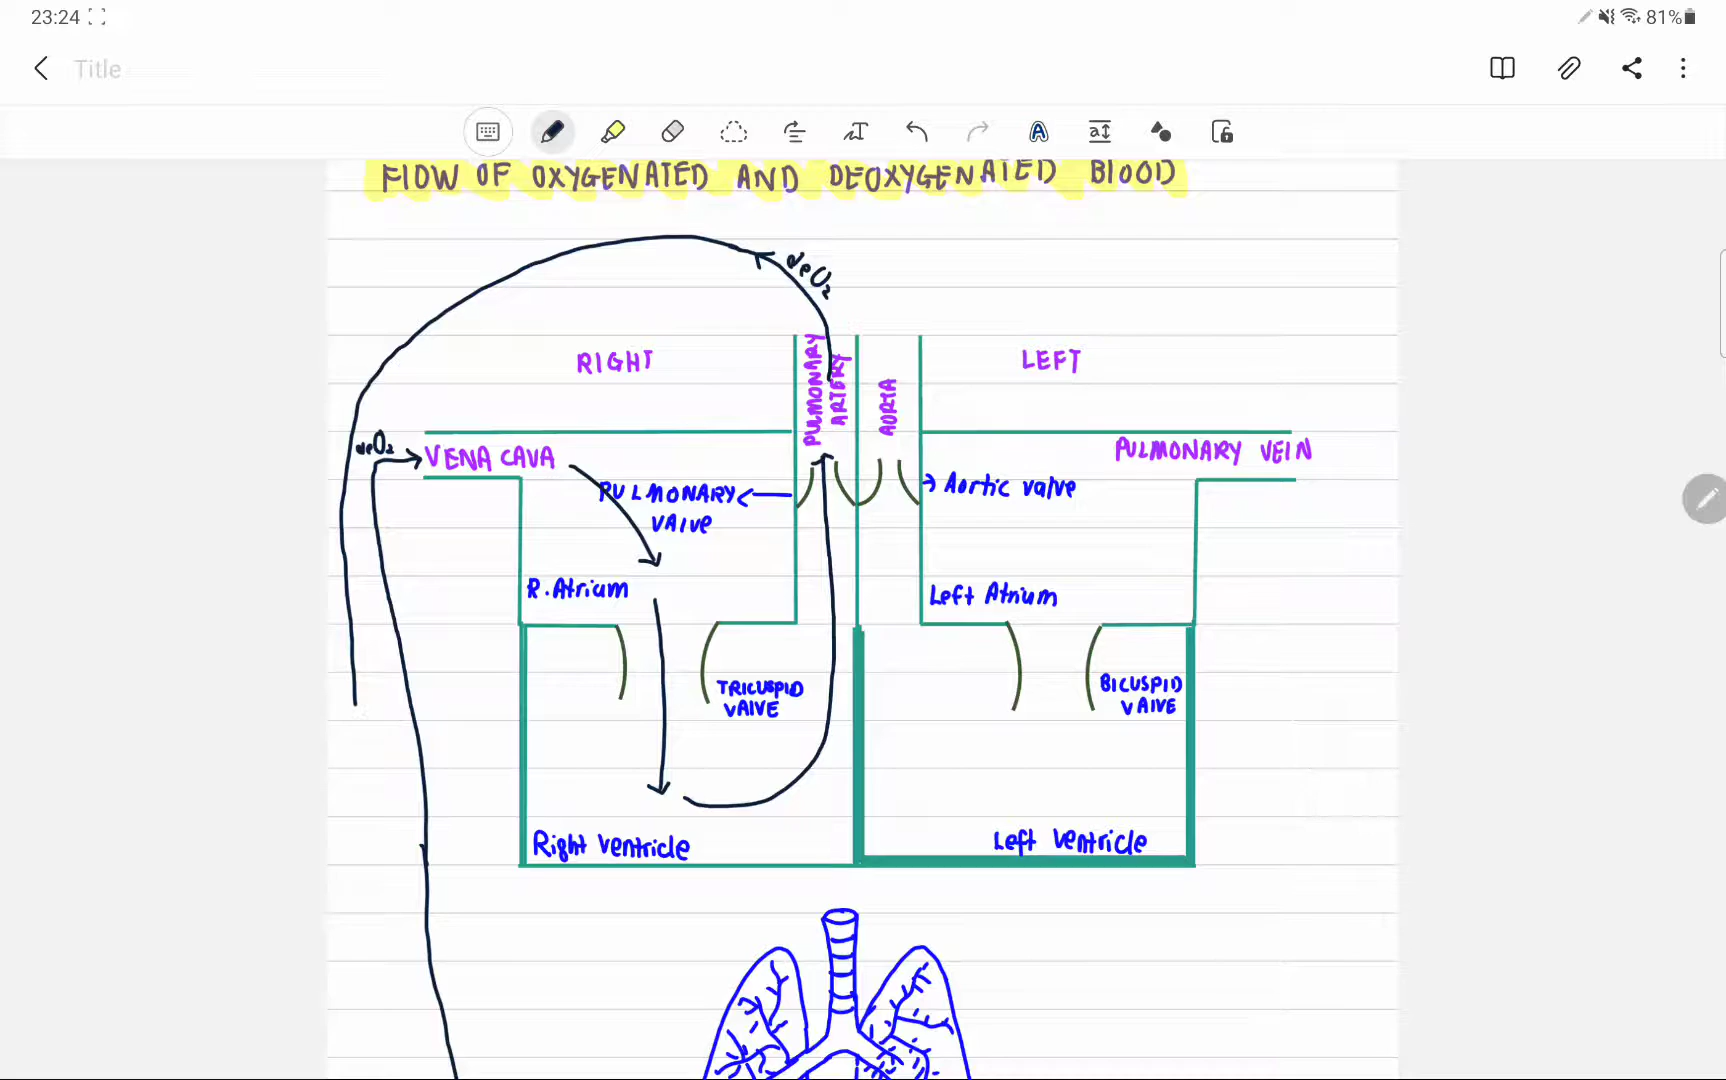 23:24
81%
Title
FlOW OF OXYGENATED AND DEOXYGENATED BlOOD
deO2
RIGHT
PULMONARY
ARTERY
AORTA
LEFT
deO2
VENA CAVA
PULMONARY VEIN
PULMONARY
VAlVe
Aortic valve
R.Atrium
Left Atrium
TRICUSPID
VAlVE
BICUSPID
VAlVE
Right Ventricle
Left Ventricle